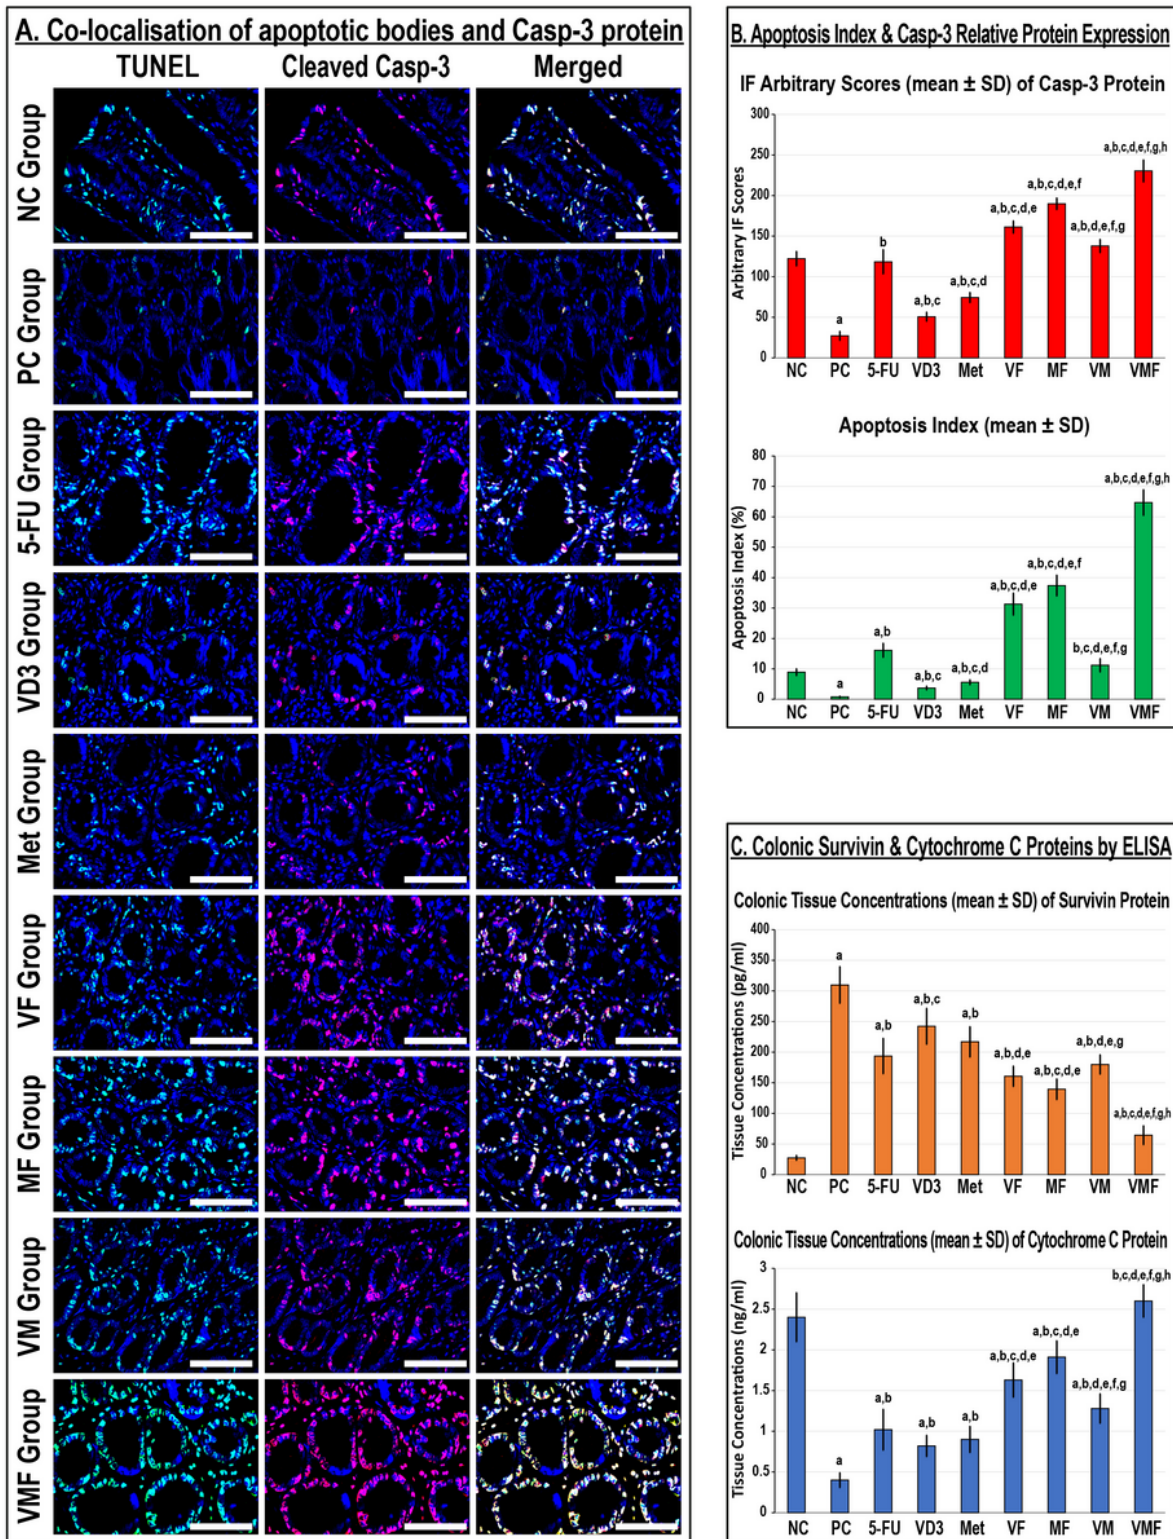 A. Co-localisation of apoptotic bodies and Casp-3 protein
TUNEL Cleaved Casp-3 Merged
NC Group
PC Group
5-FU Group
VD3 Group
Met Group
VF Group
MF Group
VM Group
VMF Group
B. Apoptosis Index & Casp-3 Relative Protein Expression
IF Arbitrary Scores (mean ± SD) of Casp-3 Protein
Arbitrary IF Scores
300
250
200
150
100
50
0
a
b
a,b,c
a,b,c,d
a,b,c,d,e
a,b,c,d,e,f
a,b,d,e,f,g
a,b,c,d,e,f,g,h
NC PC 5-FU VD3 Met VF MF VM VMF
Apoptosis Index (mean ± SD)
Apoptosis Index (%)
80
70
60
50
40
30
20
10
0
a
a,b
a,b,c
a,b,c,d
a,b,c,d,e
a,b,c,d,e,f
b,c,d,e,f,g
a,b,c,d,e,f,g,h
NC PC 5-FU VD3 Met VF MF VM VMF
C. Colonic Survivin & Cytochrome C Proteins by ELISA
Colonic Tissue Concentrations (mean ± SD) of Survivin Protein
Tissue Concentrations (pg/ml)
400
350
300
250
200
150
100
50
0
a
a,b
a,b,c
a,b
a,b,d,e
a,b,c,d,e
a,b,d,e,g
a,b,c,d,e,f,g,h
NC PC 5-FU VD3 Met VF MF VM VMF
Colonic Tissue Concentrations (mean ± SD) of Cytochrome C Protein
Tissue Concentrations (ng/ml)
3
2.5
2
1.5
1
0.5
0
a
a,b
a,b
a,b
a,b,c,d,e
a,b,c,d,e
a,b,d,e,f,g
b,c,d,e,f,g,h
NC PC 5-FU VD3 Met VF MF VM VMF